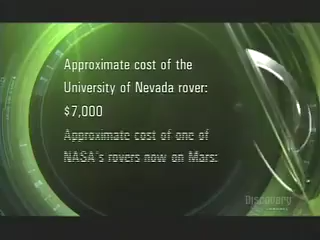 Approximate cost of the
University of Nevada rover:
$7,000
Approximate cost of one of
NASA's rovers now on Mars:
Discovery